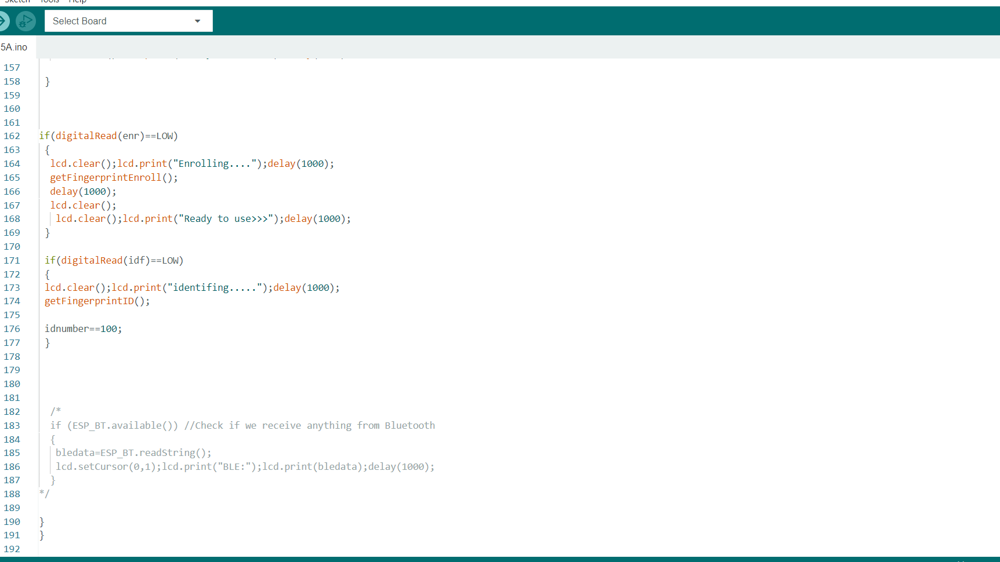 Sketch Tools Help
Select Board
5A.ino
157
158 }
159
160
161
162 if(digitalRead(enr)==LOW)
163 {
164 lcd.clear();lcd.print("Enrolling....");delay(1000);
165 getFingerprintEnroll();
166 delay(1000);
167 lcd.clear();
168 lcd.clear();lcd.print("Ready to use>>>");delay(1000);
169 }
170
171 if(digitalRead(idf)==LOW)
172 {
173 lcd.clear();lcd.print("identifing.....");delay(1000);
174 getFingerprintID();
175
176 idnumber==100;
177 }
178
179
180
181
182 /*
183 if (ESP_BT.available()) //Check if we receive anything from Bluetooth
184 {
185 bledata=ESP_BT.readString();
186 lcd.setCursor(0,1);lcd.print("BLE:");lcd.print(bledata);delay(1000);
187 }
188 */
189
190 }
191 }
192